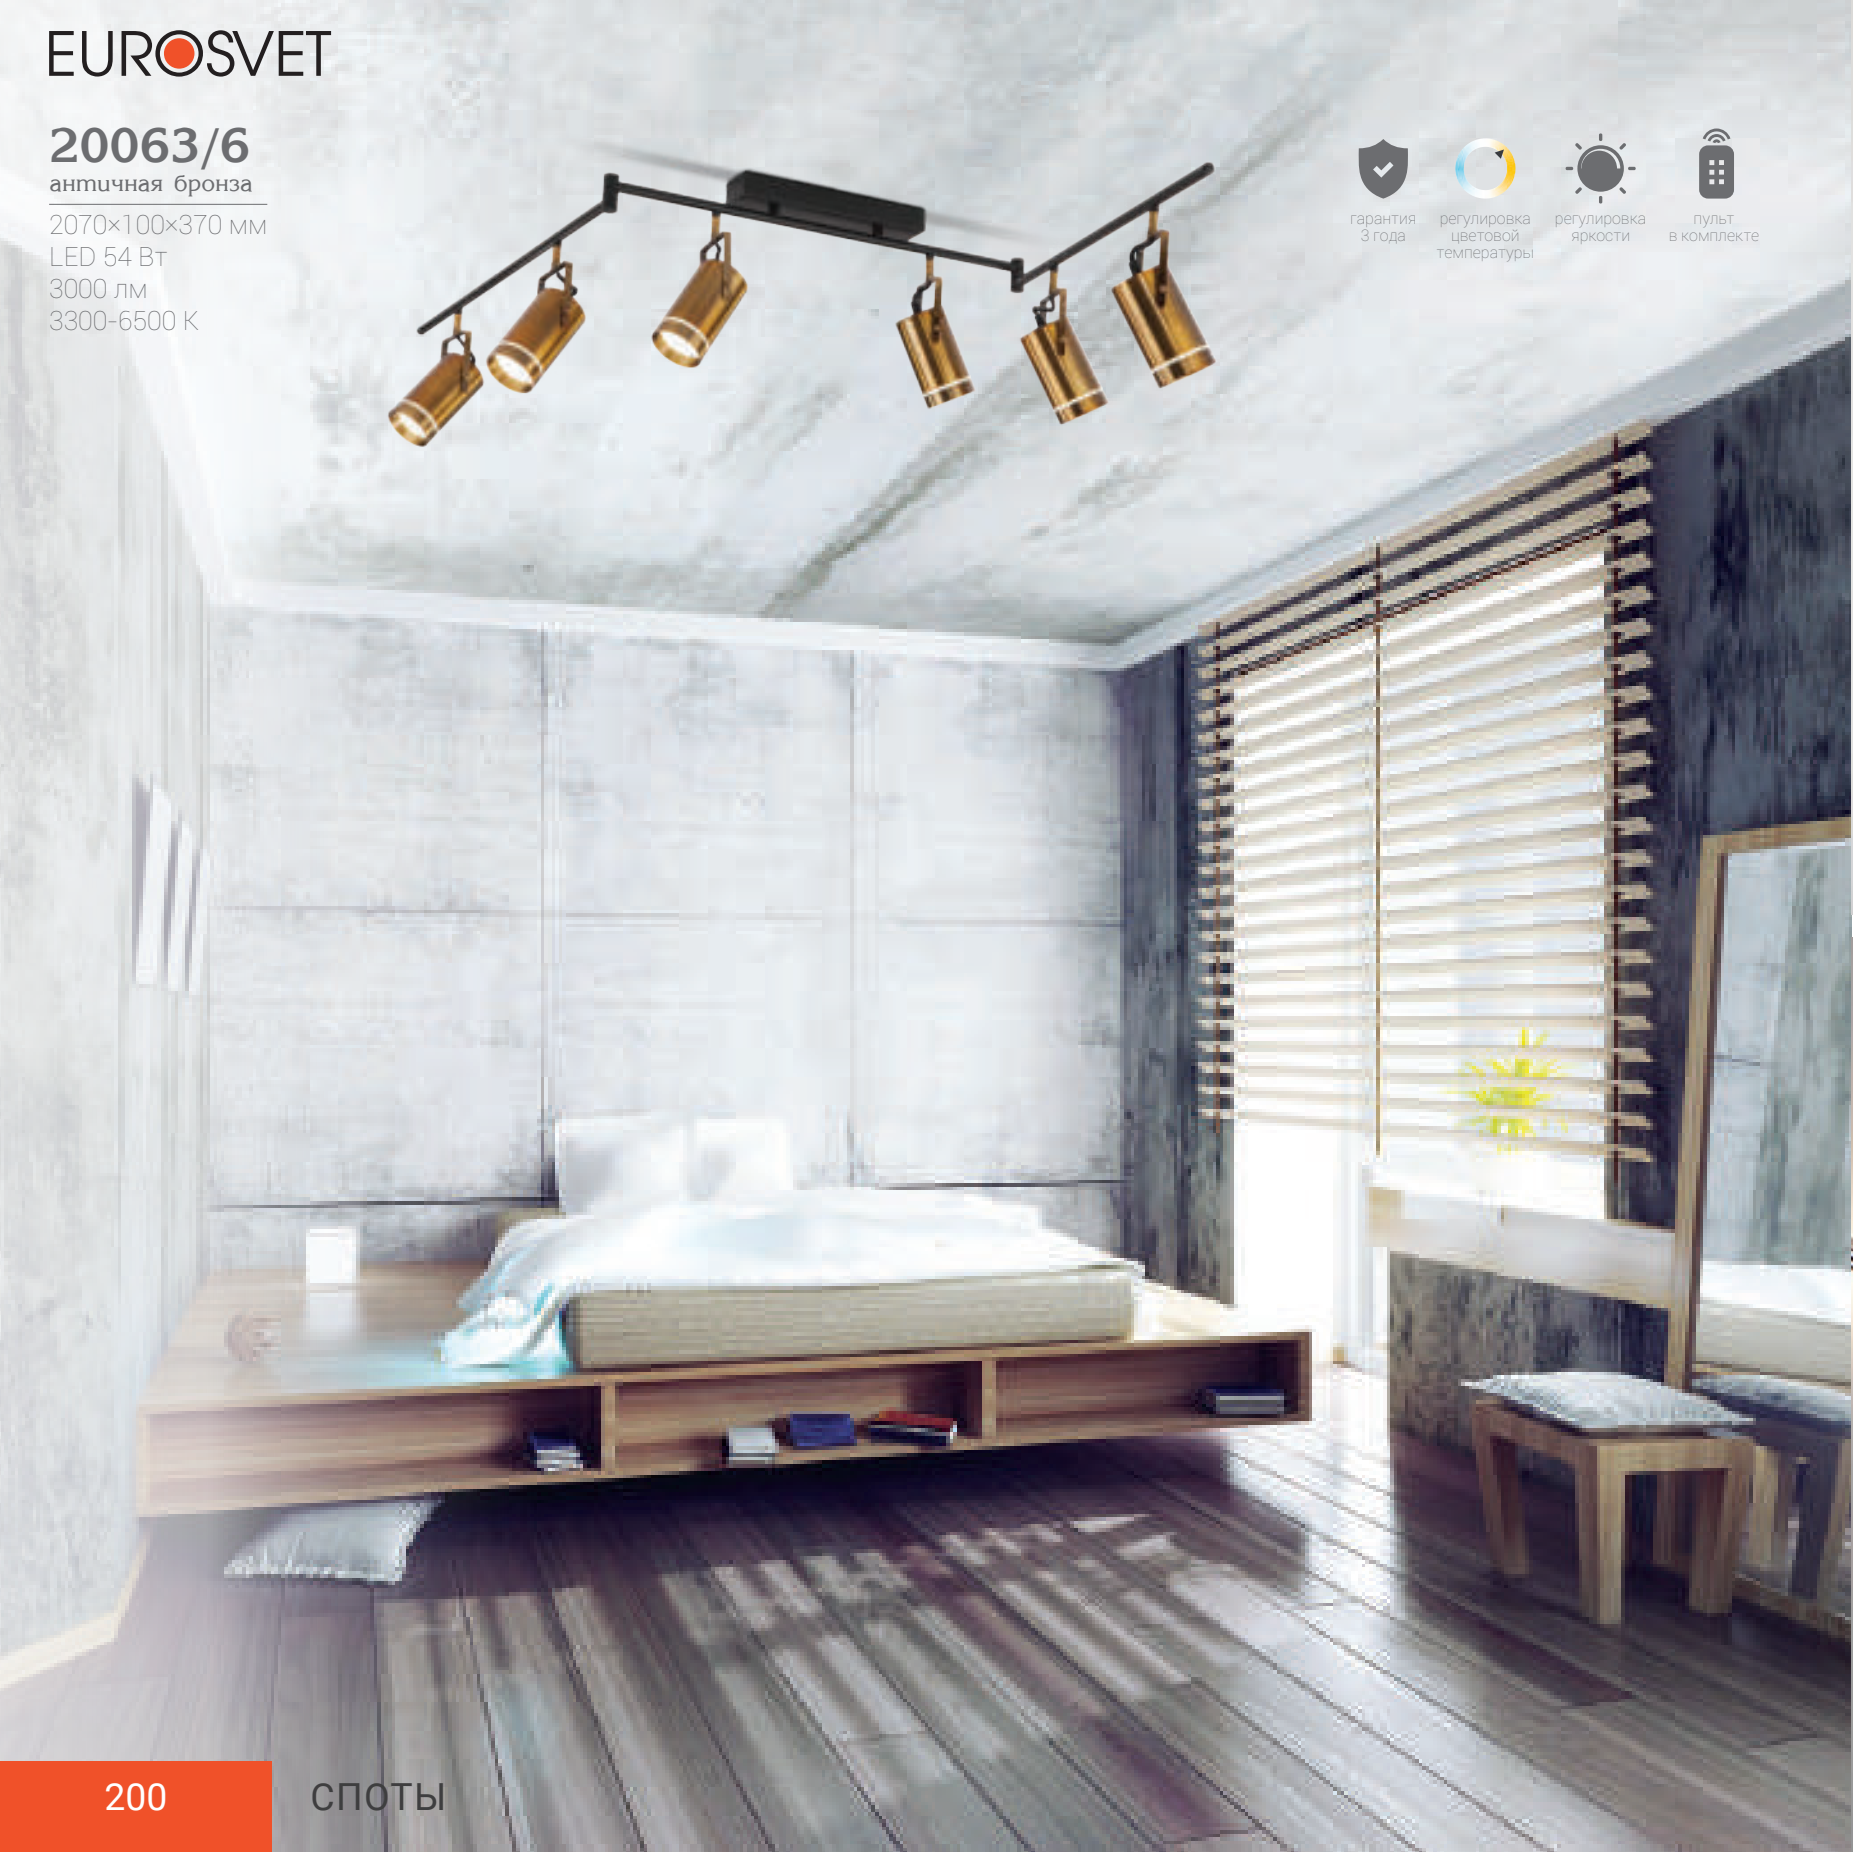 EUROSVET
20063/6
античная бронза
2070×100×370 мм
LED 54 Вт
3000 лм
3300-6500 К
гарантия
3 года
регулировка
цветовой
температуры
регулировка
яркости
пульт
в комплекте
200
СПОТЫ